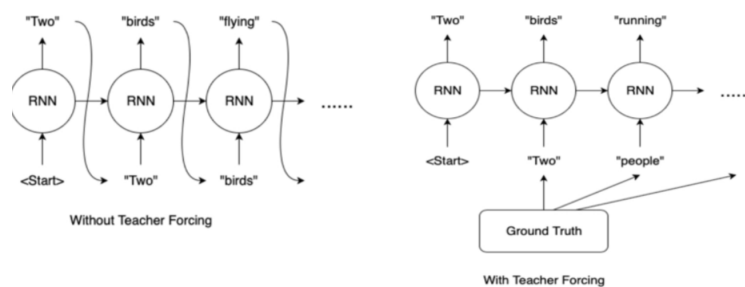 "Two" "birds" "flying"
RNN RNN RNN ......
<Start> "Two" "birds"
Without Teacher Forcing
"Two" "birds" "running"
RNN RNN RNN .....
<Start> "Two" "people"
Ground Truth
With Teacher Forcing